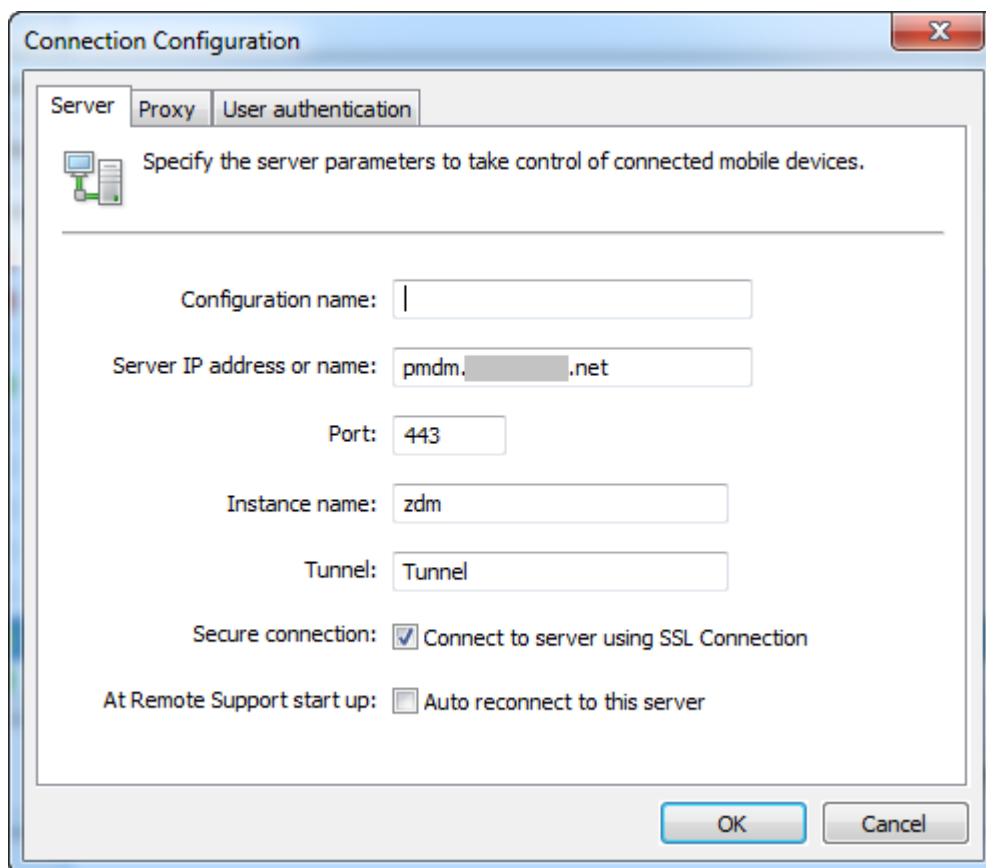 Connection Configuration
Server Proxy User authentication
Specify the server parameters to take control of connected mobile devices.
Configuration name:
Server IP address or name: pmdm. .net
Port: 443
Instance name: zdm
Tunnel: Tunnel
Secure connection: Connect to server using SSL Connection
At Remote Support start up: Auto reconnect to this server
OK Cancel